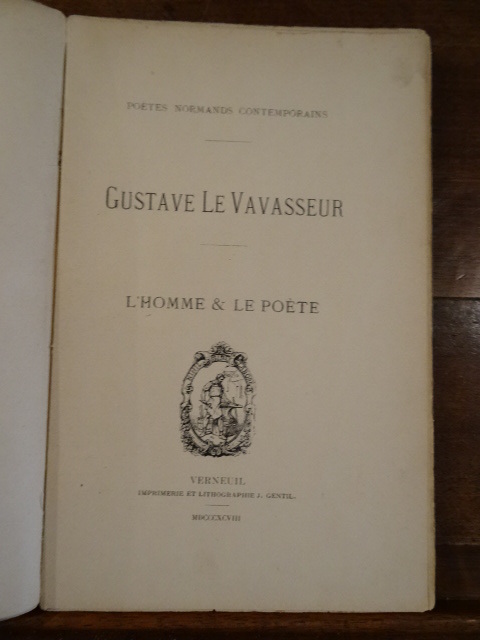 POÈTES NORMANDS CONTEMPORAINS
GUSTAVE LE VAVASSEUR
L'HOMME & LE POÈTE
VERNEUIL
IMPRIMERIE ET LITHOGRAPHIE J. GENTIL.
MDCCCXCVIII